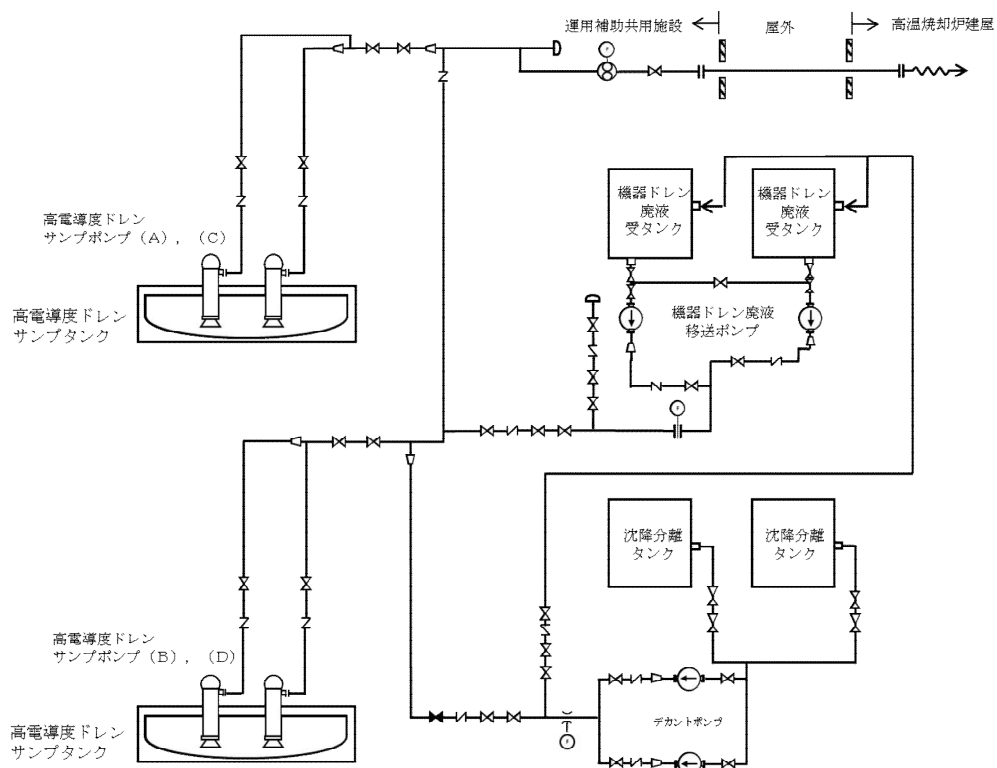 運用補助共用施設
屋外
高温焼却炉建屋
F
機器ドレン
廃液
受タンク
機器ドレン
廃液
受タンク
高電導度ドレン
サンプポンプ（A），（C）
高電導度ドレン
サンプタンク
機器ドレン廃液
移送ポンプ
F
沈降分離
タンク
沈降分離
タンク
高電導度ドレン
サンプポンプ（B），（D）
高電導度ドレン
サンプタンク
デカントポンプ
F